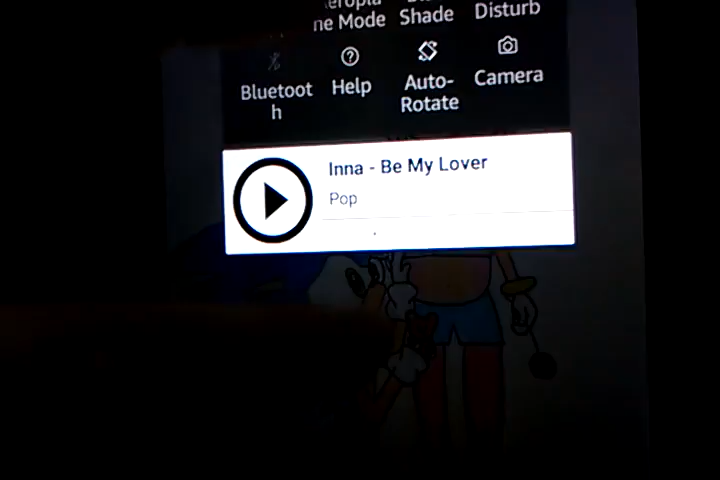 ne Mode
Shade
Disturb
Bluetoot
h
Help
Auto-
Rotate
Camera
Inna - Be My Lover
Pop